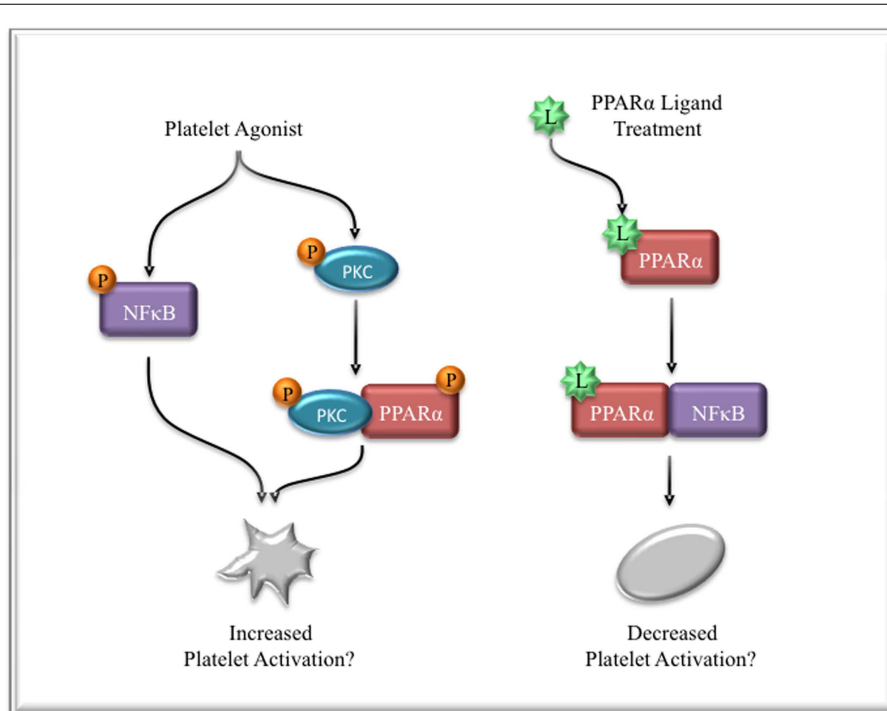 Platelet Agonist
P
NFκB
P
PKC
P
PKC
PPARα
P
Increased
Platelet Activation?
L
PPARα Ligand
Treatment
L
PPARα
L
PPARα
NFκB
Decreased
Platelet Activation?